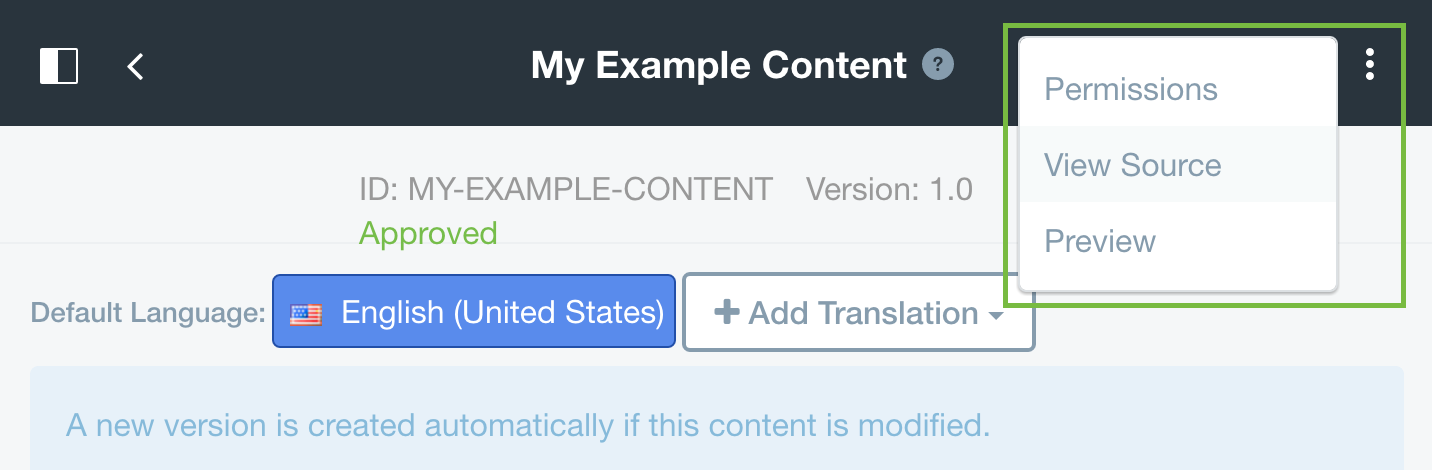 My Example Content ?
Permissions
View Source
Preview
ID: MY-EXAMPLE-CONTENT Version: 1.0
Approved
Default Language: English (United States) Add Translation
A new version is created automatically if this content is modified.